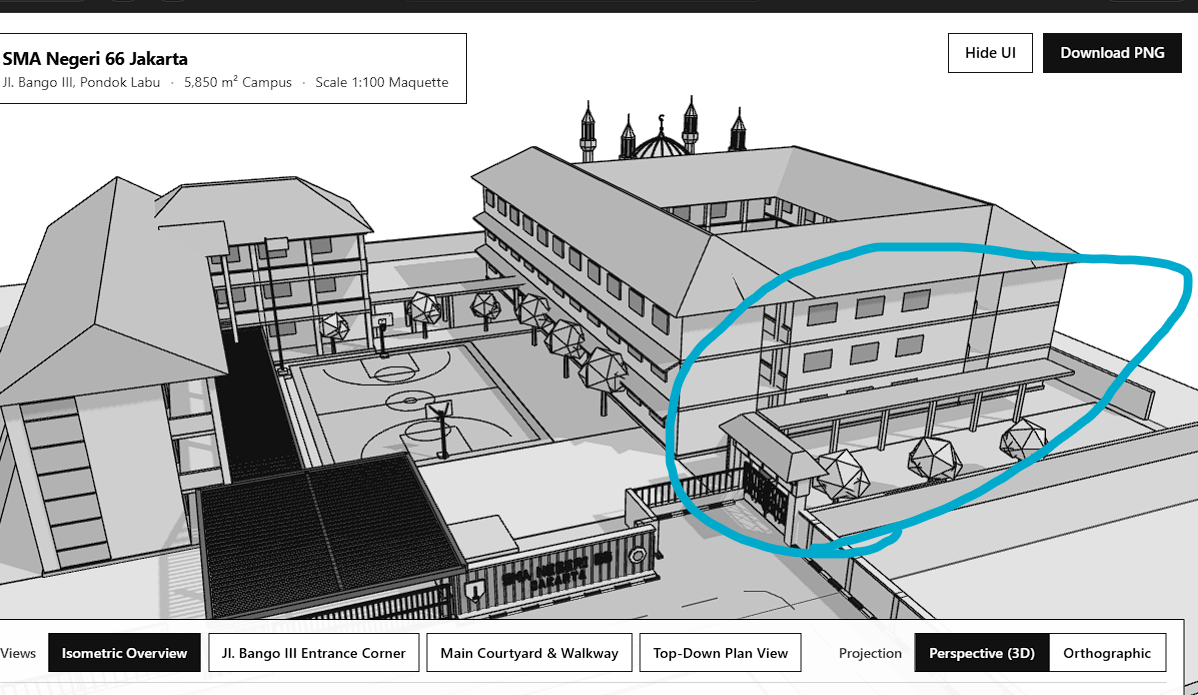 SMA Negeri 66 Jakarta
Hide UI
Download PNG
Jl. Bango III, Pondok Labu · 5,850 m² Campus · Scale 1:100 Maquette
SMA NEGERI 66
JAKARTA
Views
Isometric Overview
Jl. Bango III Entrance Corner
Main Courtyard & Walkway
Top-Down Plan View
Projection
Perspective (3D)
Orthographic